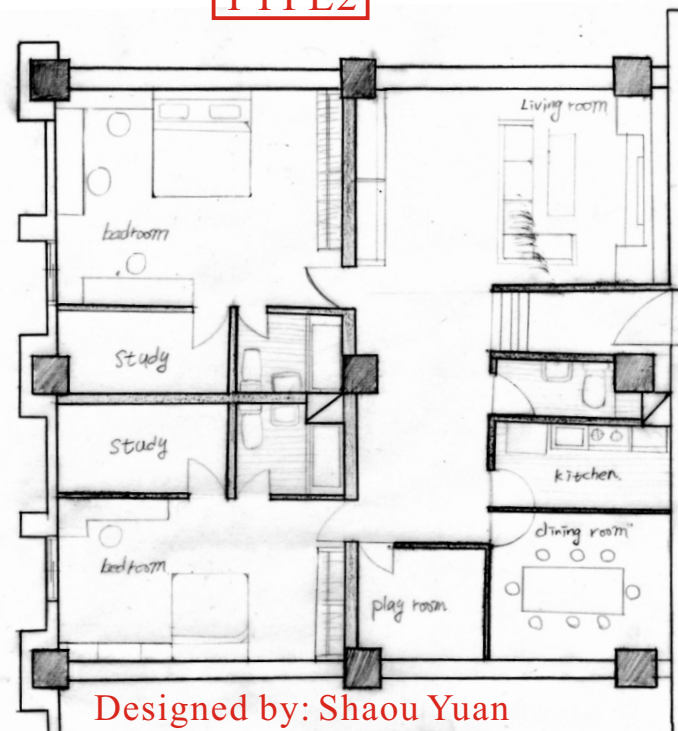 TYPE2
Living room
badroom
study
study
kitchen.
dining room
bedroom
play room
Designed by: Shaou Yuan